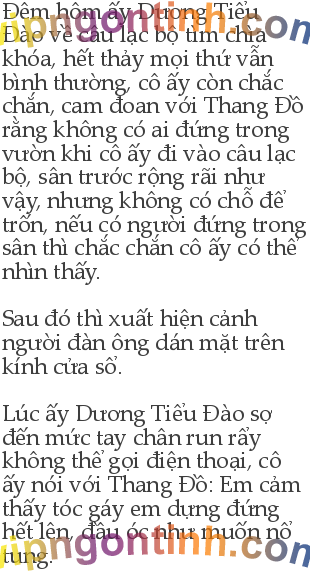 Đêm hôm ấy Dương Tiểu
Đào về câu lạc bộ tìm chìa
khóa, hết thảy mọi thứ vẫn
bình thường, cô ấy còn chắc
chắn, cam đoan với Thang Đồ
rằng không có ai đứng trong
vườn khi cô ấy đi vào câu lạc
bộ, sân trước rộng rãi như
vậy, nhưng không có chỗ để
trốn, nếu có người đứng trong
sân thì chắc chắn cô ấy có thể
nhìn thấy.
Sau đó thì xuất hiện cảnh
người đàn ông dán mặt trên
kính cửa sổ.
Lúc ấy Dương Tiểu Đào sợ
đến mức tay chân run rẩy
không thể gọi điện thoại, cô
ấy nói với Thang Đồ: Em cảm
thấy tóc gáy em dựng đứng
hết lên, đầu óc như muốn nổ
tung.
vipngontinh.com
vipngontinh.com